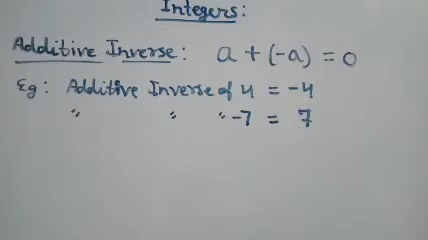 Integers:
Additive Inverse: a + (-a) = 0
Eg: Additive Inverse of 4 = -4
" " " -7 = 7